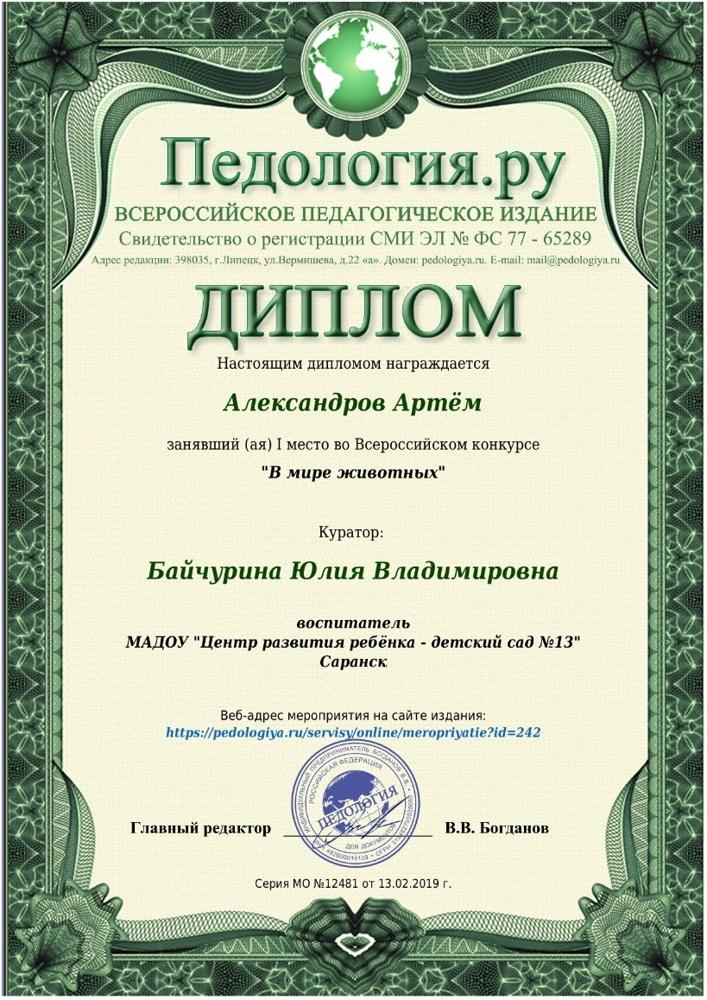 Педология.ру
ВСЕРОССИЙСКОЕ ПЕДАГОГИЧЕСКОЕ ИЗДАНИЕ
Свидетельство о регистрации СМИ ЭЛ № ФС 77 - 65289
Адрес редакции: 398035, г.Липецк, ул.Вермишева, д.22 «а». Домен: pedologiya.ru. E-mail: mail@pedologiya.ru
ДИПЛОМ
Настоящим дипломом награждается
Александров Артём
занявший (ая) I место во Всероссийском конкурсе
"В мире животных"
Куратор:
Байчурина Юлия Владимировна
воспитатель
МАДОУ "Центр развития ребёнка - детский сад №13"
Саранск
Веб-адрес мероприятия на сайте издания:
https://pedologiya.ru/servisy/online/meropriyatie?id=242
ИНДИВИДУАЛЬНЫЙ ПРЕДПРИНИМАТЕЛЬ БОГДАНОВ В.В.
РОССИЙСКАЯ ФЕДЕРАЦИЯ
ПЕДОЛОГИЯ
ДЛЯ ДОКУМЕНТОВ
Главный редактор
В.В. Богданов
Серия МО №12481 от 13.02.2019 г.